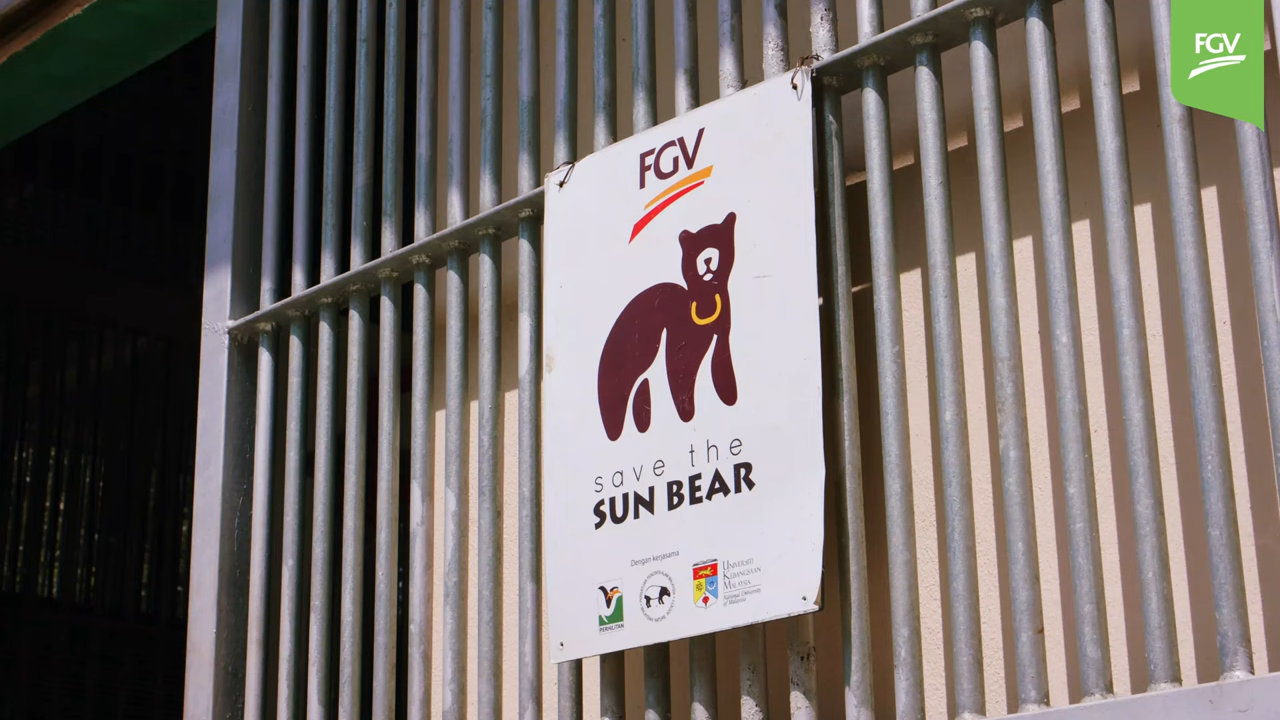 FGV
FGV
save the
SUN BEAR
Dengan kerjasama
PERHILITAN
UNIVERSITI
KEBANGSAAN
MALAYSIA
National University
of Malaysia